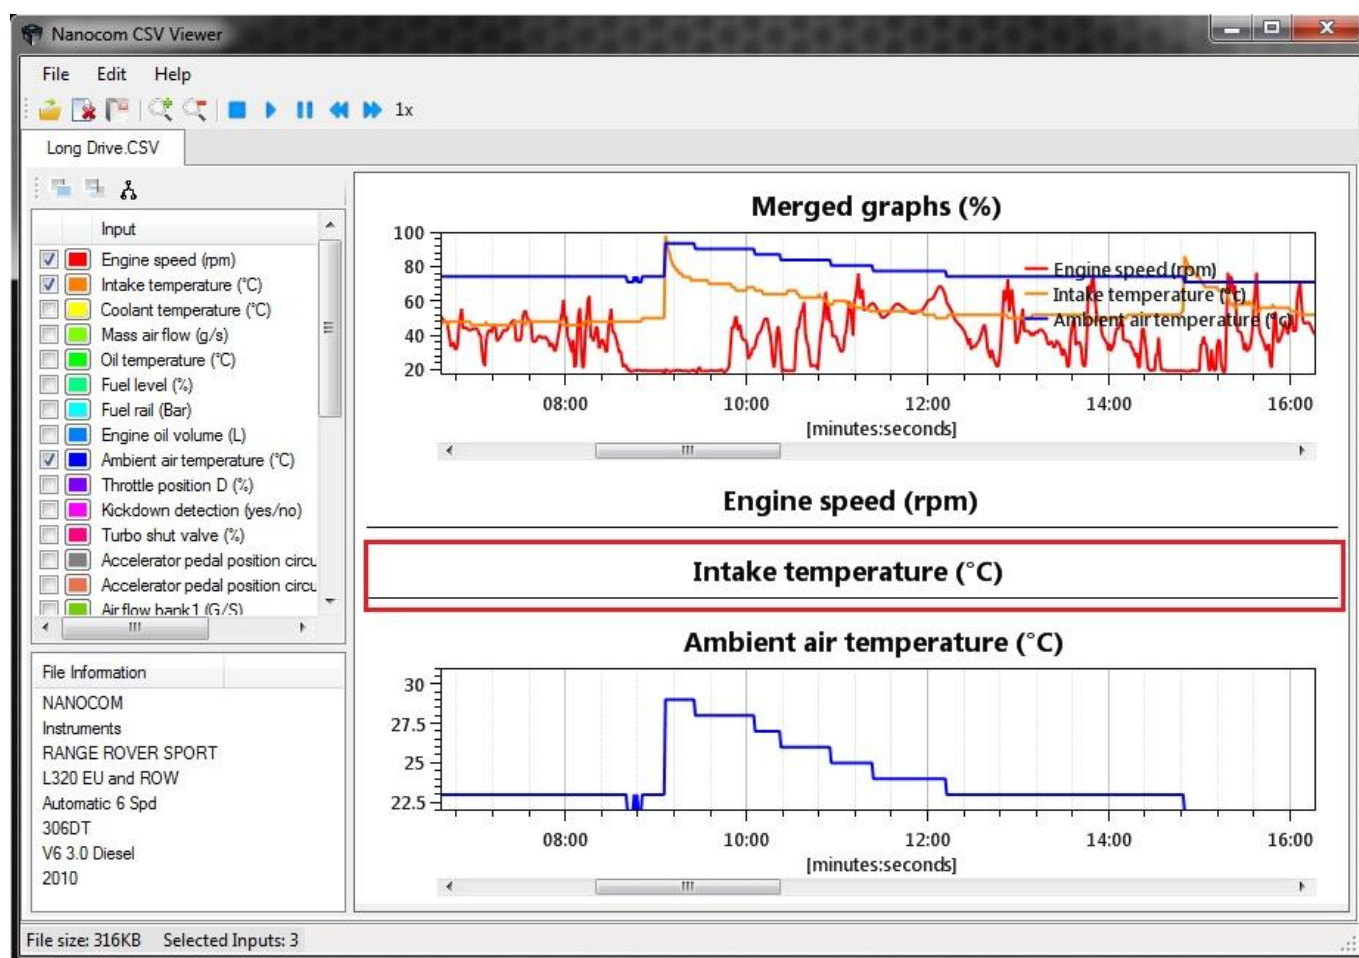 Nanocom CSV Viewer
File Edit Help
1x
Long Drive.CSV
Input
Engine speed (rpm)
Intake temperature (°C)
Coolant temperature (°C)
Mass air flow (g/s)
Oil temperature (°C)
Fuel level (%)
Fuel rail (Bar)
Engine oil volume (L)
Ambient air temperature (°C)
Throttle position D (%)
Kickdown detection (yes/no)
Turbo shut valve (%)
Accelerator pedal position circu
Accelerator pedal position circu
Air flow bank1 (G/S)
File Information
NANOCOM
Instruments
RANGE ROVER SPORT
L320 EU and ROW
Automatic 6 Spd
306DT
V6 3.0 Diesel
2010
Merged graphs (%)
100
80
60
40
20
Engine speed (rpm)
Intake temperature (°c)
Ambient air temperature (°c)
08:00 10:00 12:00 14:00 16:00
[minutes:seconds]
Engine speed (rpm)
Intake temperature (°C)
Ambient air temperature (°C)
30
27.5
25
22.5
08:00 10:00 12:00 14:00 16:00
[minutes:seconds]
File size: 316KB Selected Inputs: 3